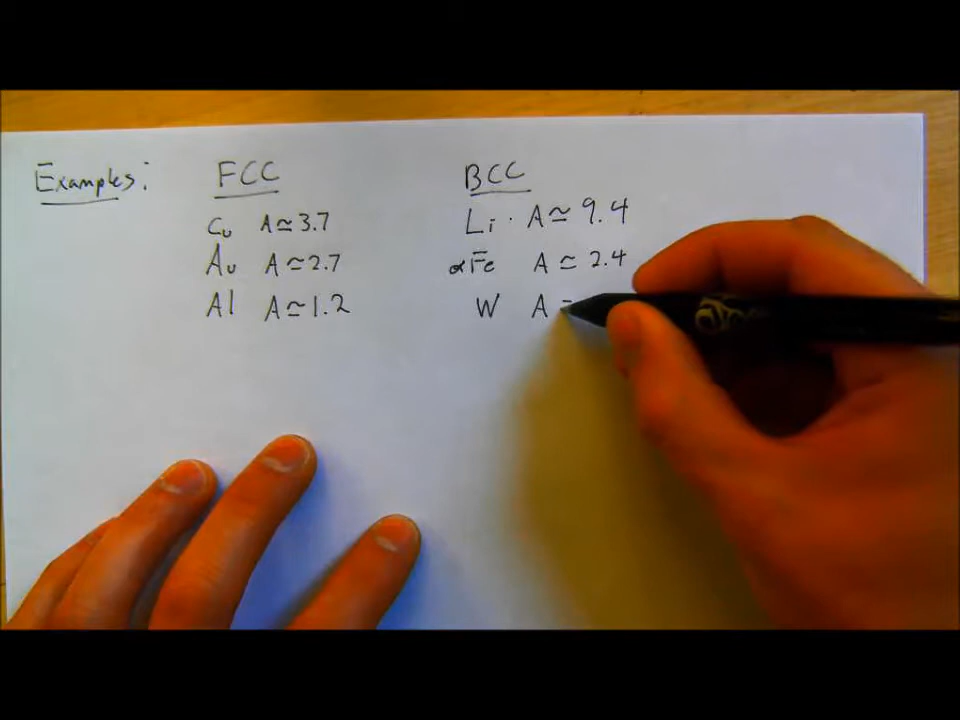 Examples: FCC BCC
Cu A≃3.7 Li· A≃9.4
Au A≃2.7 αFe A≃2.4
Al A≃1.2 W A =